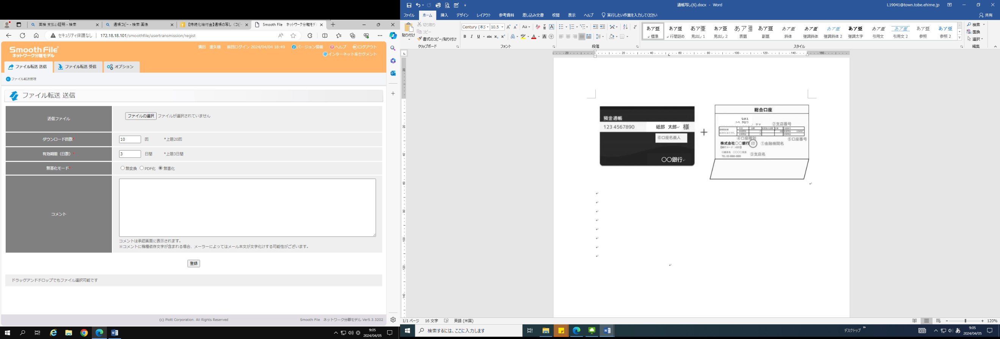 英検 支払い証明 - 検索
通帳コピー - 検索 画像
【持続化給付金】通帳の写し（コピー
Smooth File ネットワーク分離モデ
セキュリティ保護なし
172.18.18.101/smoothfile/usertransmission/regist
Smooth File
ネットワーク分離モデル
達矢様 前回ログイン 2024/04/04 18:49 バージョン情報 ヘルプ ログアウト
インターネット系セグメント
ファイル転送 送信
ファイル転送 受信
オプション
ファイル転送管理
ファイル転送 送信
送信ファイル
ファイルの選択 ファイルが選択されていません
ダウンロード回数*
10 回 *上限20回
有効期限（日数）*
3 日間 *上限3日間
無害化モード*
無変換 PDF化 無害化
コメント
コメントは承認画面に表示されます。
※コメントに機種依存文字が含まれる場合、メーラーによってはメール本文が文字化けする可能性がございます。
登録
ドラッグアンドドロップでもファイル選択可能です
(c) Plott Corporation. All Rights Reserved
Smooth File ネットワーク分離モデル Ver5.3.3202
9:05
2024/04/05
通帳写し(6).docx - Word
L19041@town.tobe.ehime.jp
ファイル ホーム 挿入 デザイン レイアウト 参考資料 差し込み文書 校閲 表示 ヘルプ 実行したい作業を入力してください
共有
貼り付け
切り取り
コピー
書式のコピー/貼り付け
クリップボード
Century (本文 10.5
フォント
段落
あア亜 標準
あア亜 行間詰め
あア亜 見出し 1
あア亜 見出し 2
あア亜 表題
あア亜 副題
あア亜 斜体
あア亜 強調斜体
あア亜 強調斜体 2
あア亜 強調太字
あア亜 引用文
あア亜 引用文 2
あア亜 参照
あア亜 参照 2
スタイル
検索
置換
選択
編集
預金通帳
123 4567890 砥部 太郎 様
⑥口座名義人
〇〇銀行
＋
総合口座
なまえ
トベ タロウ サマ
②支店番号
④口座種別
⑤口座番号
株式会社〇〇銀行 印 ①金融機関名
【銀行コード：4321】
③支店名
TEL 03-0000-0000
1/1 ページ 16 文字 英語 (米国)
120%
検索するには、ここに入力します
デスクトップ
あ
9:05
2024/04/05